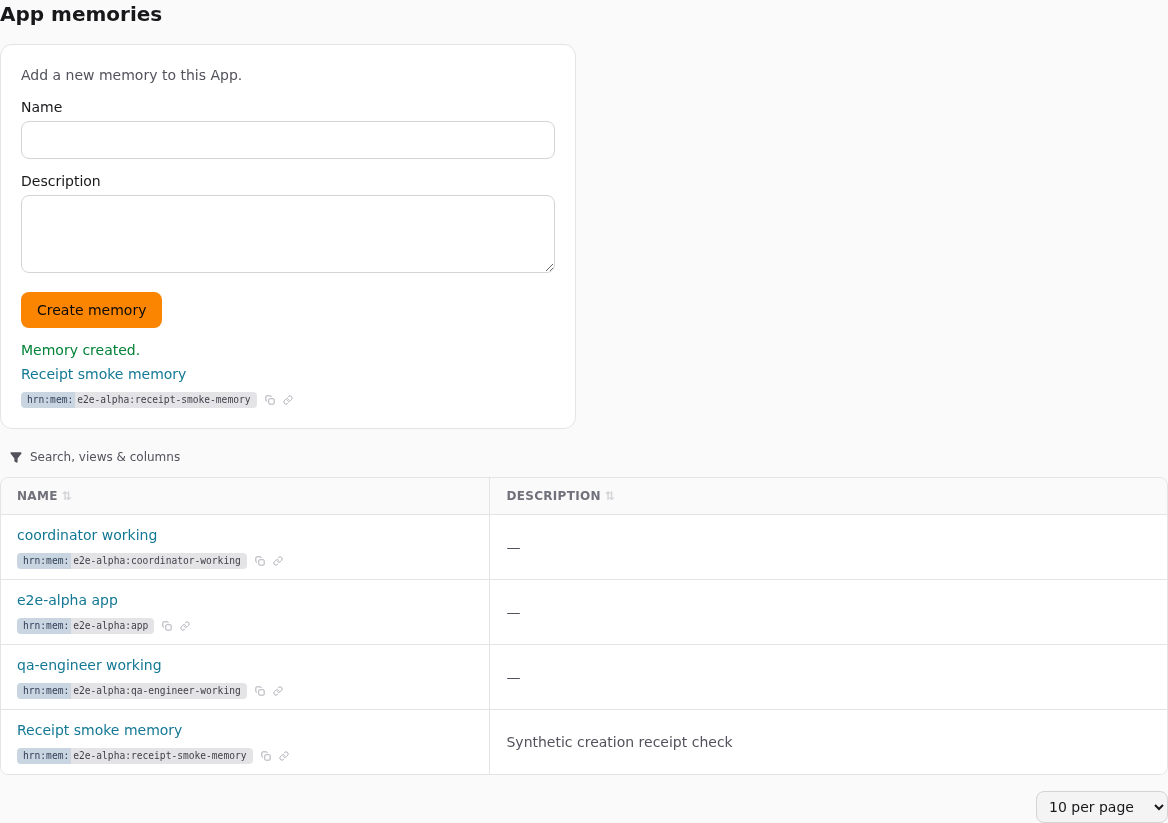 App memories
Add a new memory to this App.
Name
Description
Create memory
Memory created.
Receipt smoke memory
hrn:mem: e2e-alpha:receipt-smoke-memory
Search, views & columns
NAME ⇅ DESCRIPTION ⇅
coordinator working
hrn:mem: e2e-alpha:coordinator-working
—
e2e-alpha app
hrn:mem: e2e-alpha:app
—
qa-engineer working
hrn:mem: e2e-alpha:qa-engineer-working
—
Receipt smoke memory
hrn:mem: e2e-alpha:receipt-smoke-memory
Synthetic creation receipt check
10 per page